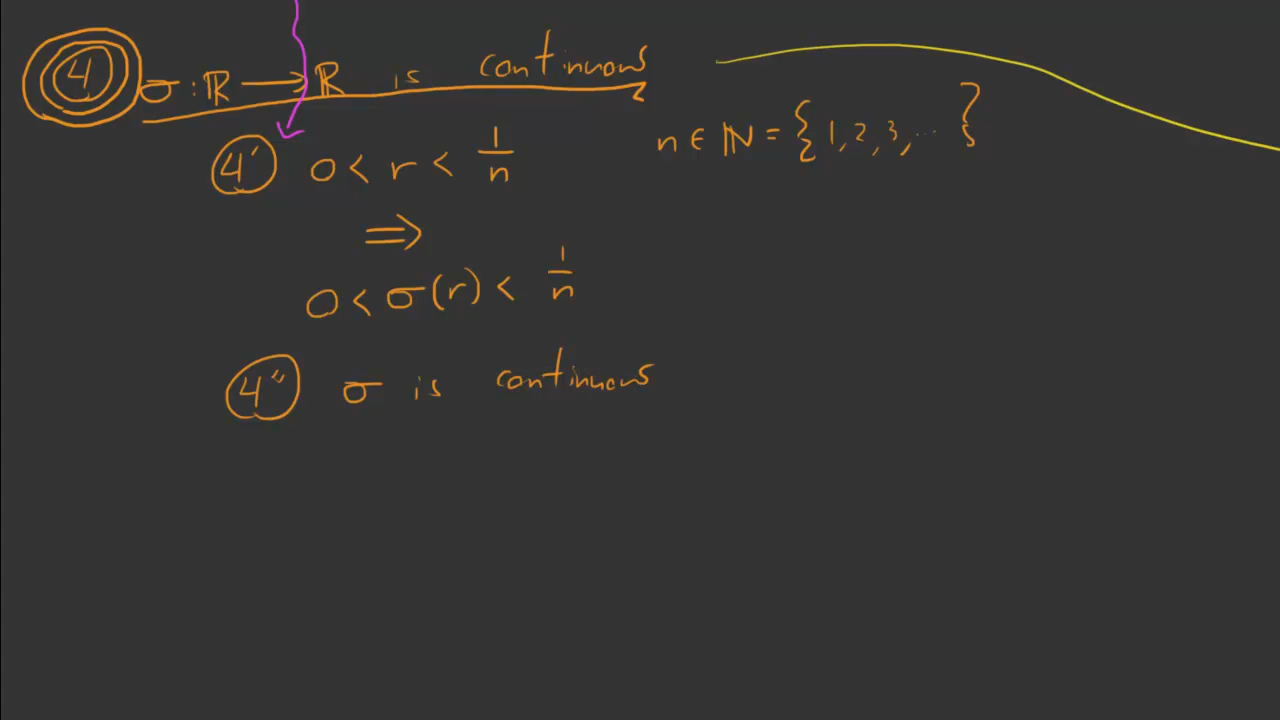 4 σ : ℝ ⟶ ℝ is continuous
n ∈ ℕ = { 1, 2, 3, ... }
4' 0 < r < 1/n
⟹
0 < σ(r) < 1/n
4" σ is continuous